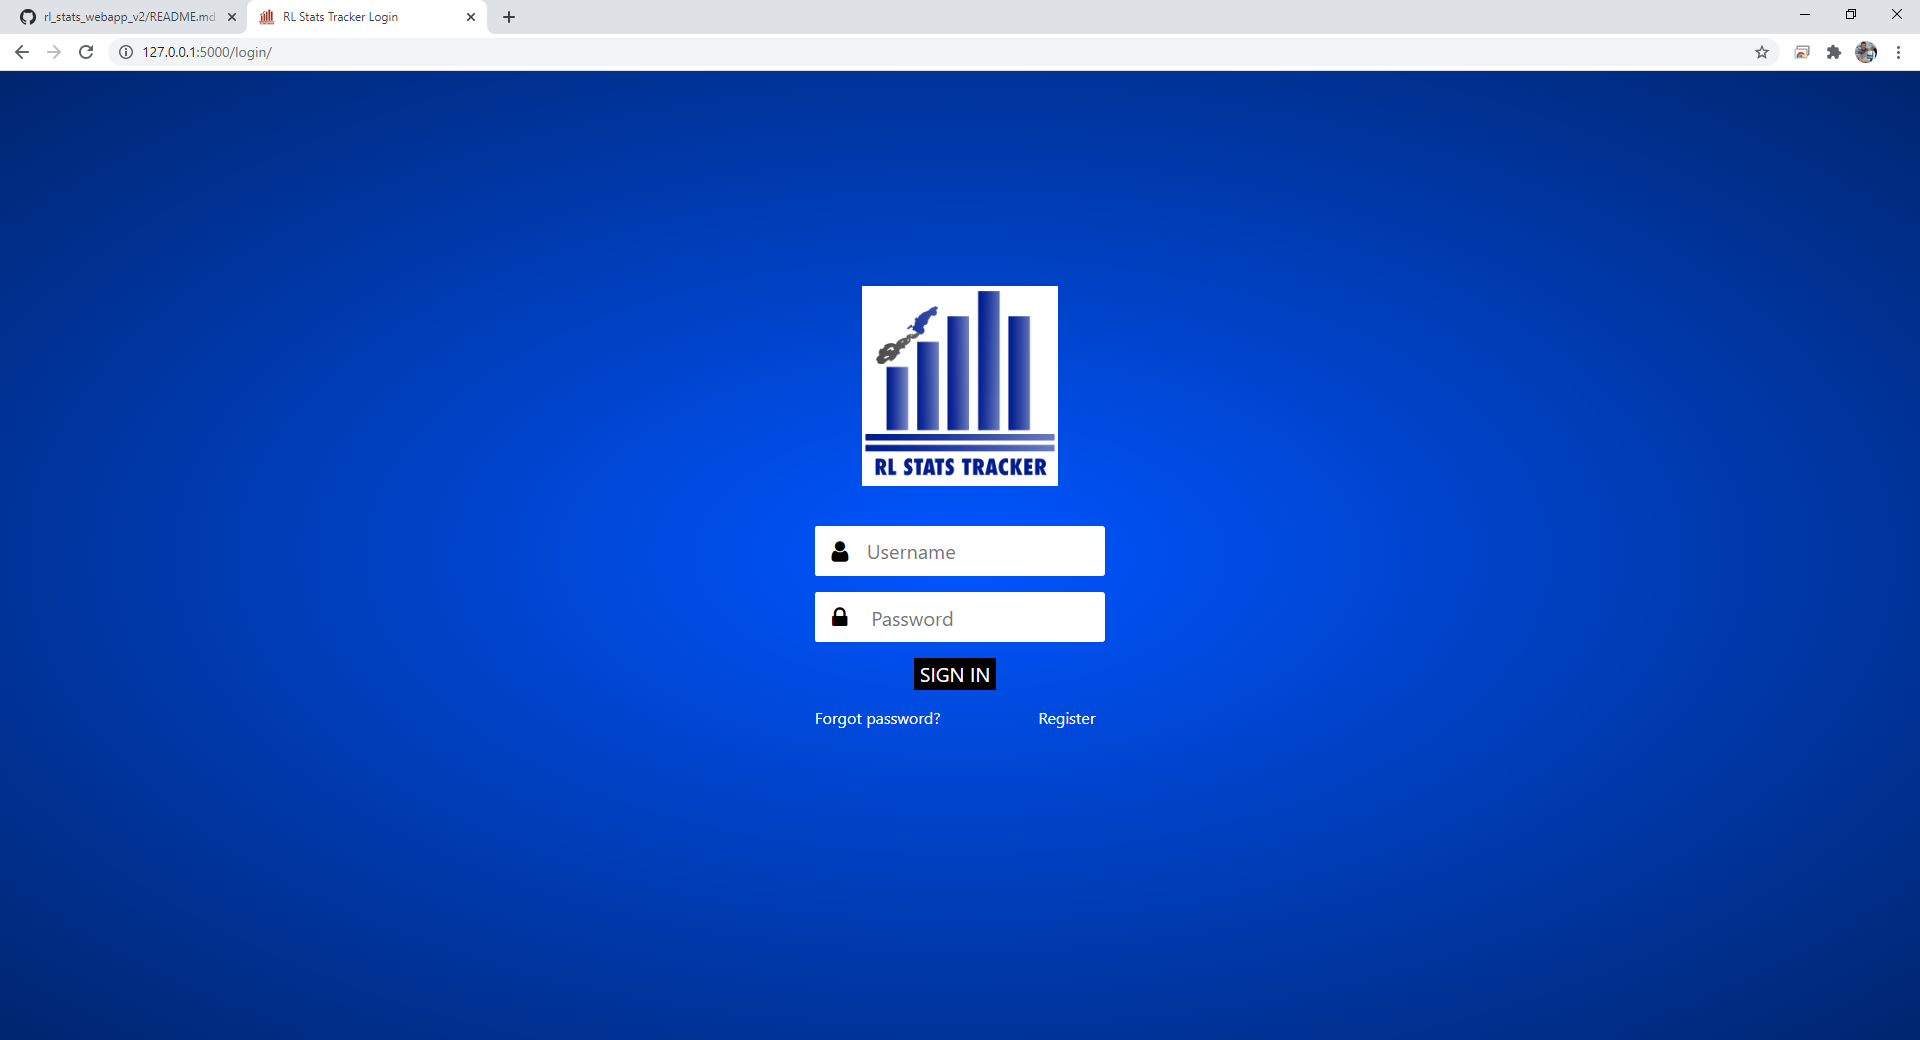 rl_stats_webapp_v2/README.md
RL Stats Tracker Login
127.0.0.1:5000/login/
RL STATS TRACKER
Username
Password
SIGN IN
Forgot password?
Register